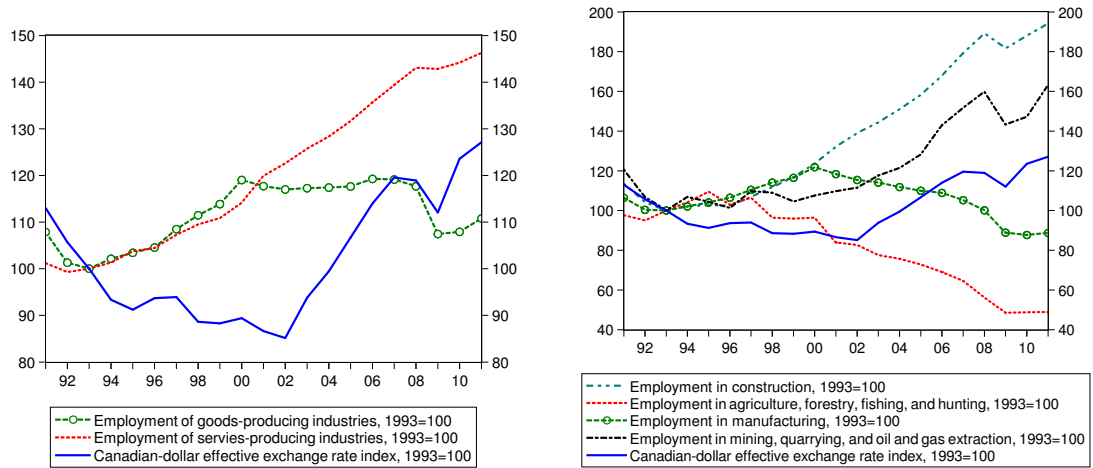 150 150
140 140
130 130
120 120
110 110
100 100
90 90
80 80
92 94 96 98 00 02 04 06 08 10
Employment of goods-producing industries, 1993=100
Employment of servies-producing industries, 1993=100
Canadian-dollar effective exchange rate index, 1993=100
200 200
180 180
160 160
140 140
120 120
100 100
80 80
60 60
40 40
92 94 96 98 00 02 04 06 08 10
Employment in construction, 1993=100
Employment in agriculture, forestry, fishing, and hunting, 1993=100
Employment in manufacturing, 1993=100
Employment in mining, quarrying, and oil and gas extraction, 1993=100
Canadian-dollar effective exchange rate index, 1993=100